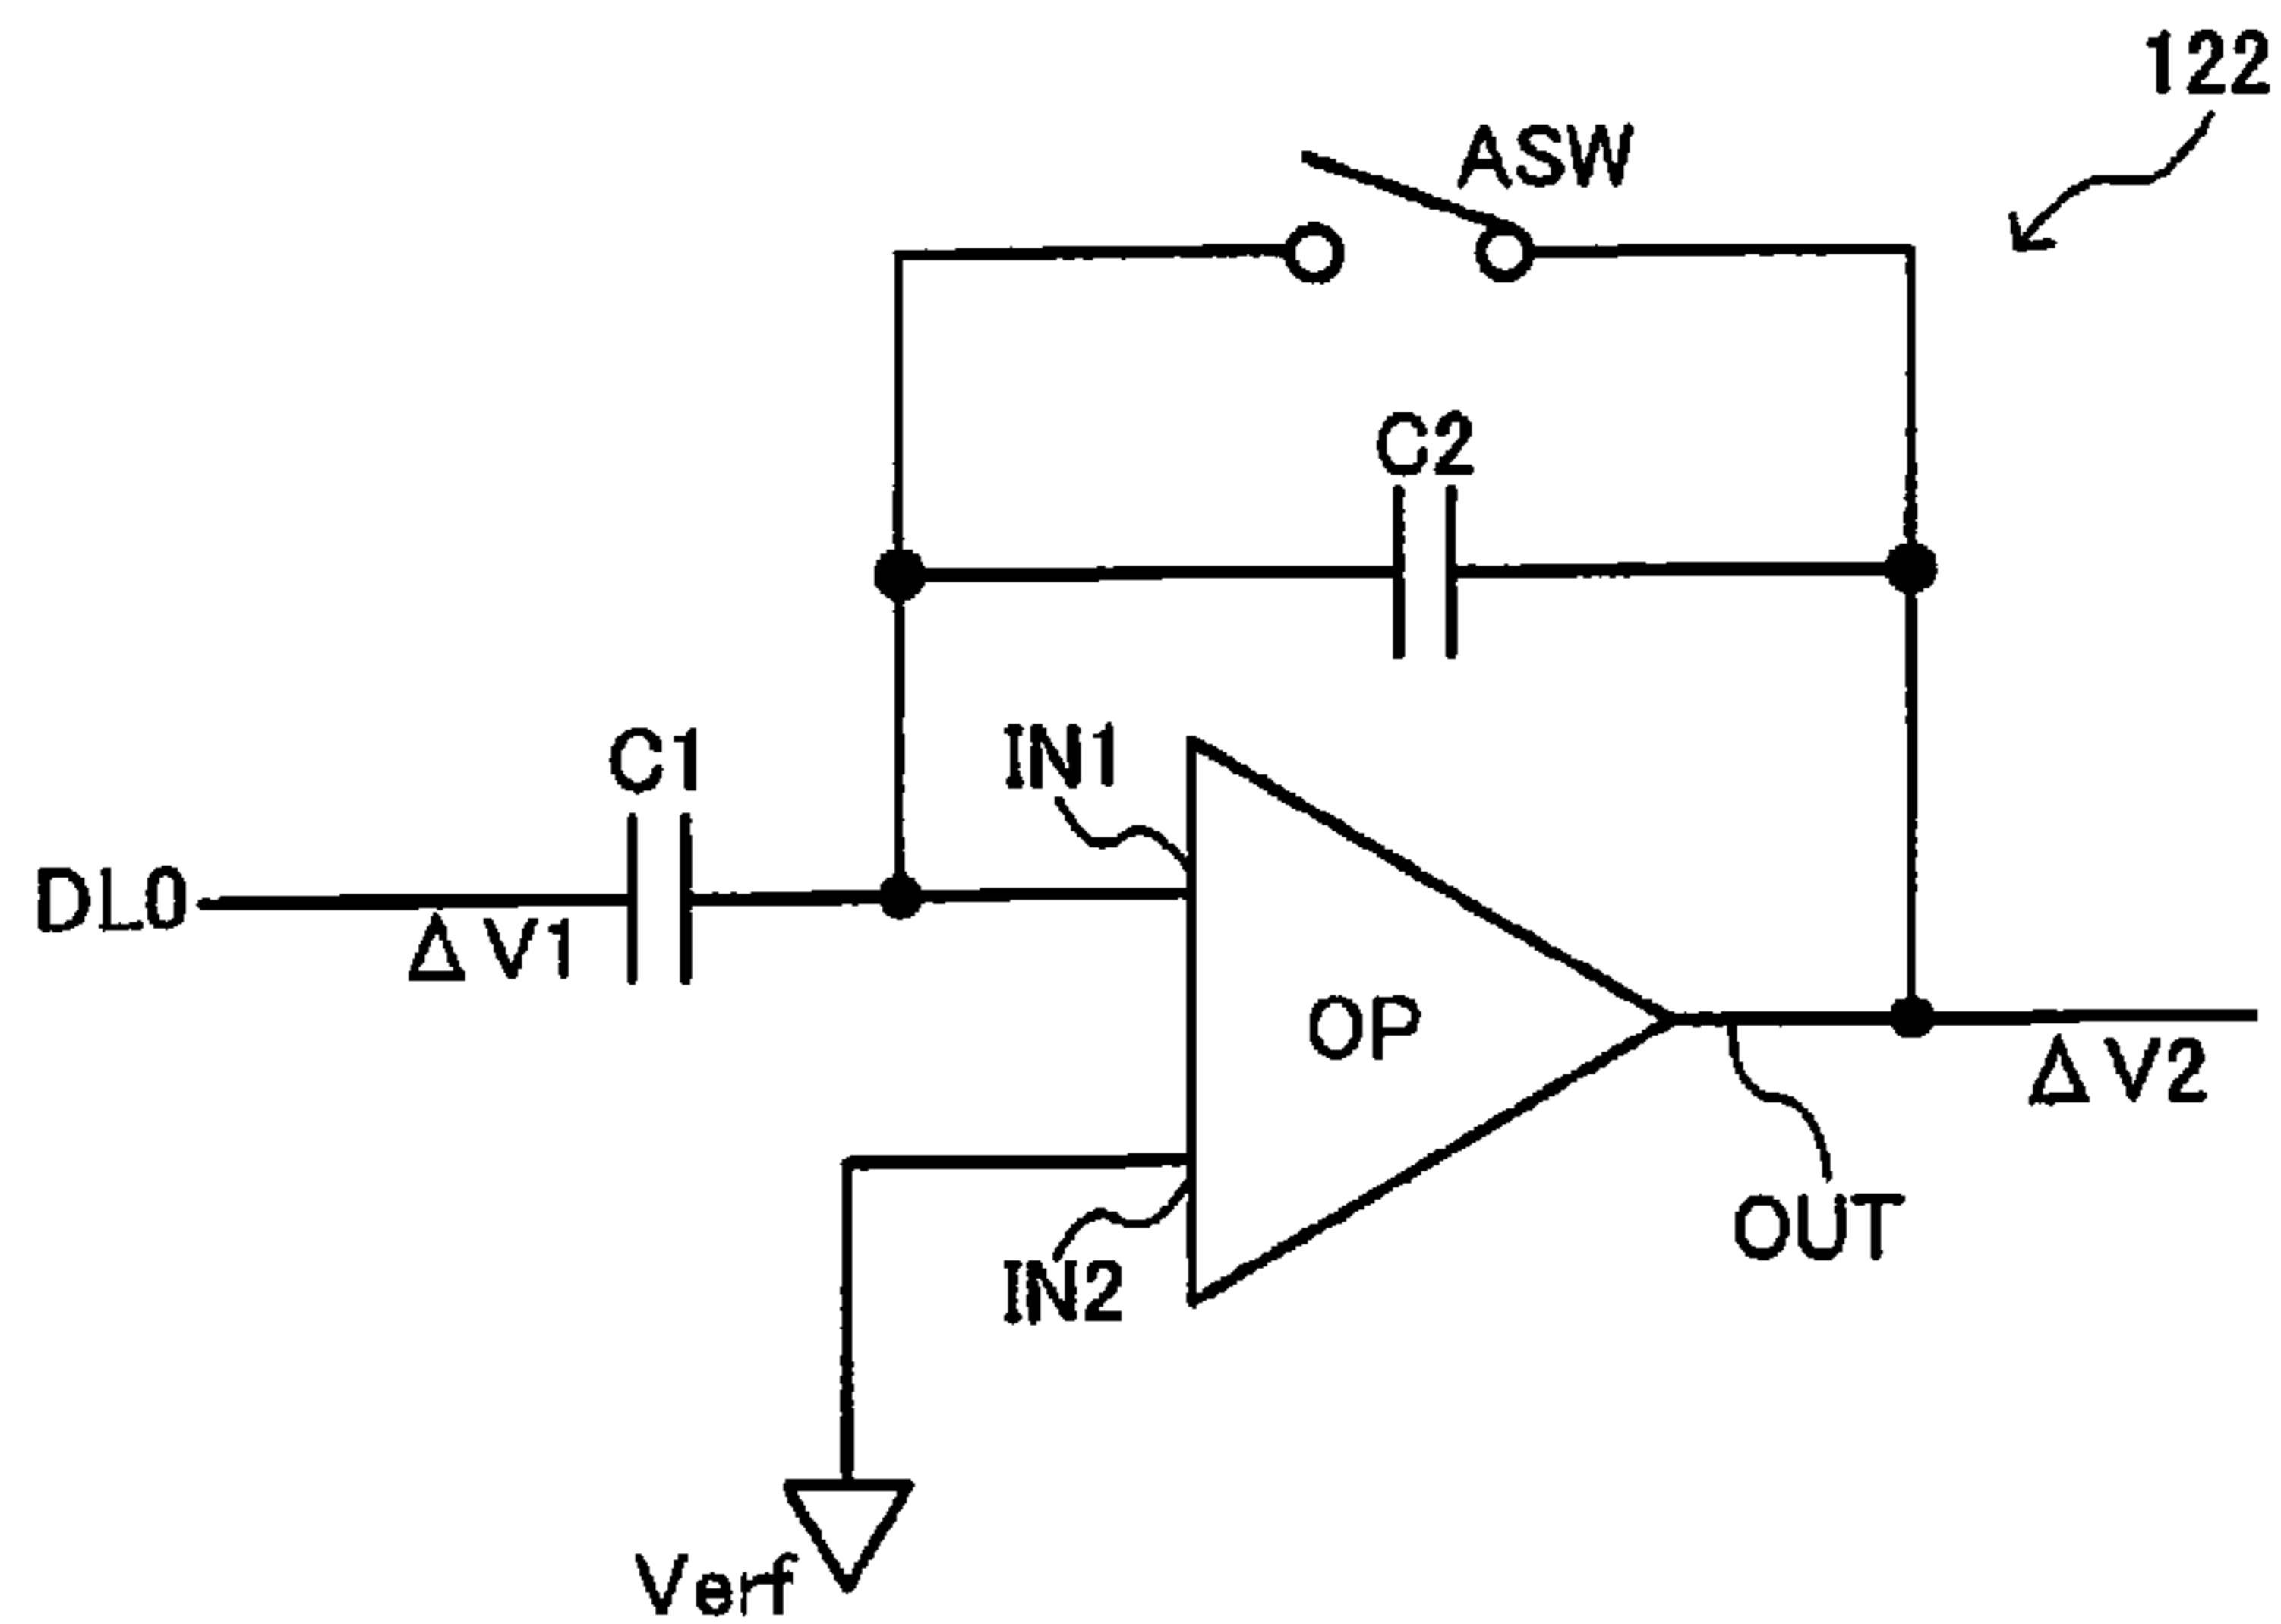 122
ASW
C2
C1
IN1
DL0
ΔV1
OP
ΔV2
OUT
IN2
Verf